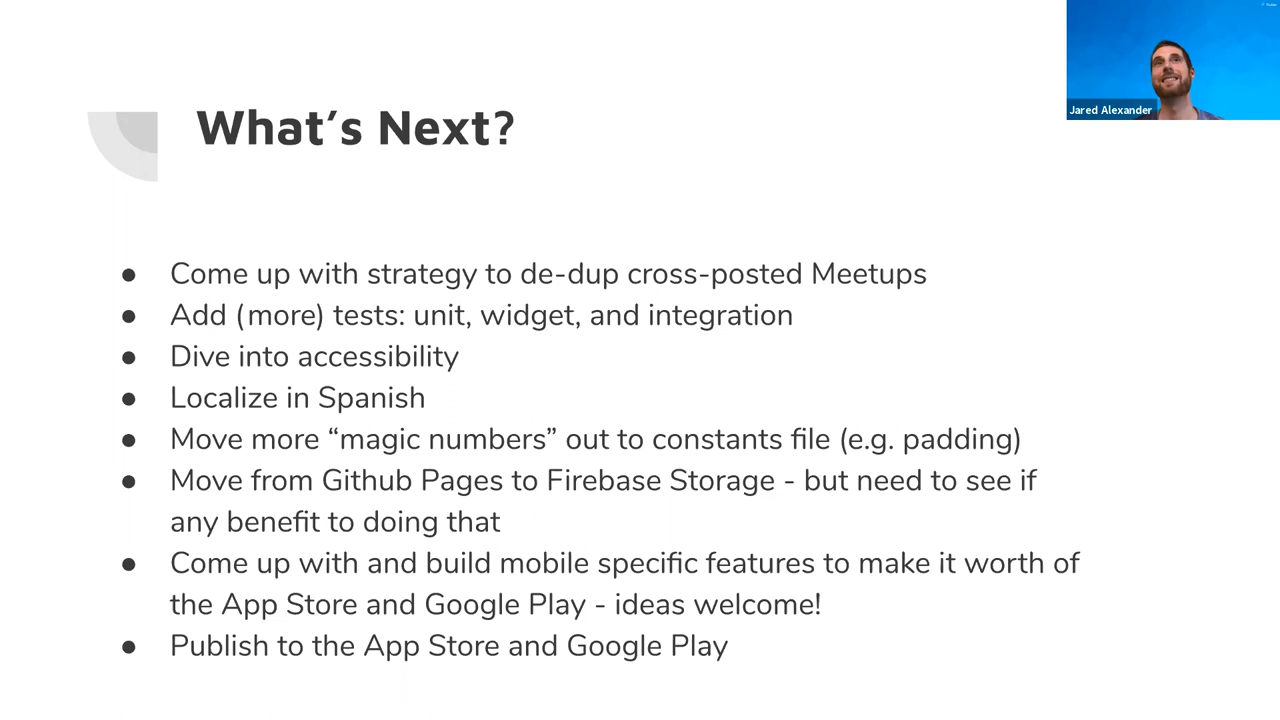 What’s Next?
Jared Alexander
● Come up with strategy to de-dup cross-posted Meetups
● Add (more) tests: unit, widget, and integration
● Dive into accessibility
● Localize in Spanish
● Move more “magic numbers” out to constants file (e.g. padding)
● Move from Github Pages to Firebase Storage - but need to see if
any benefit to doing that
● Come up with and build mobile specific features to make it worth of
the App Store and Google Play - ideas welcome!
● Publish to the App Store and Google Play